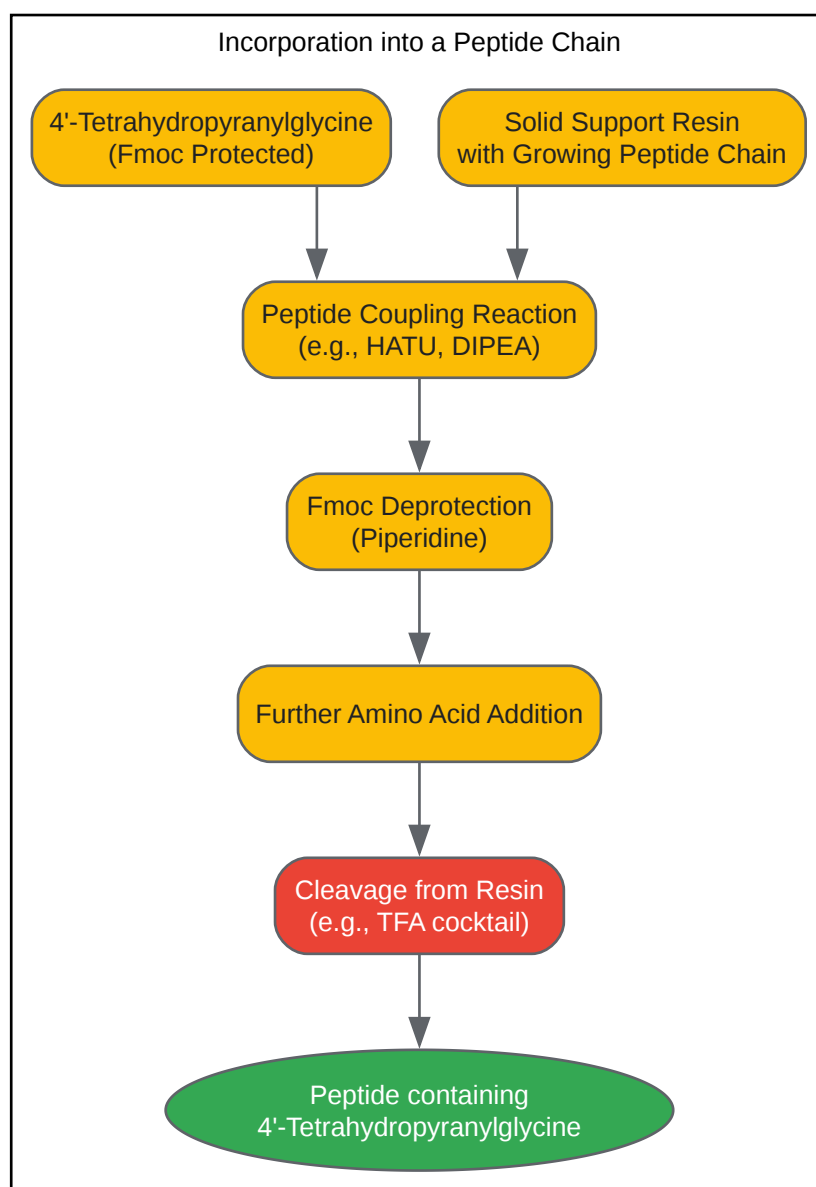 Incorporation into a Peptide Chain
4'-Tetrahydropyranylglycine
(Fmoc Protected)
Solid Support Resin
with Growing Peptide Chain
Peptide Coupling Reaction
(e.g., HATU, DIPEA)
Fmoc Deprotection
(Piperidine)
Further Amino Acid Addition
Cleavage from Resin
(e.g., TFA cocktail)
Peptide containing
4'-Tetrahydropyranylglycine